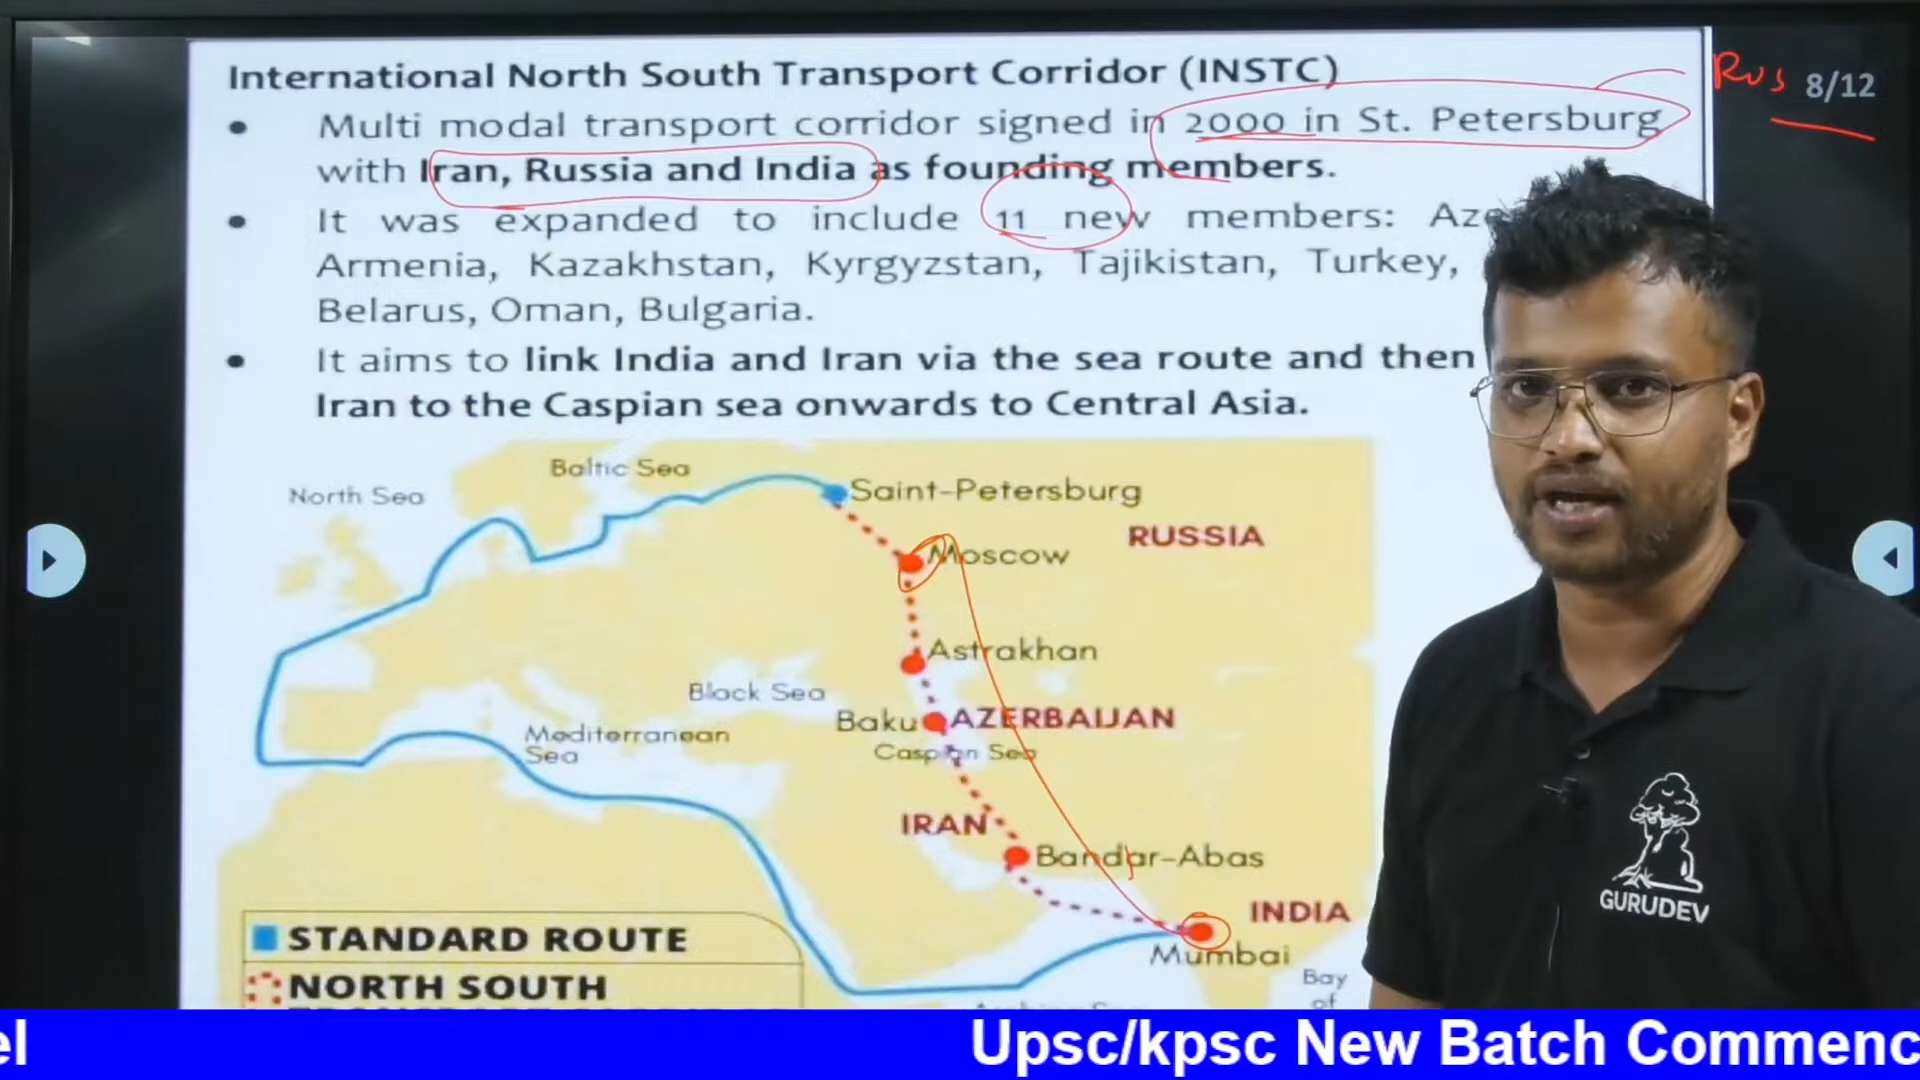 International North South Transport Corridor (INSTC)
Rus 8/12
• Multi modal transport corridor signed in 2000 in St. Petersburg
with Iran, Russia and India as founding members.
• It was expanded to include 11 new members:
Armenia, Kazakhstan, Kyrgyzstan, Tajikistan, Turkey,
Belarus, Oman, Bulgaria.
• It aims to link India and Iran via the sea route and then
Iran to the Caspian sea onwards to Central Asia.
Baltic Sea
North Sea
Saint-Petersburg
RUSSIA
Moscow
Astrakhan
Black Sea
Baku AZERBAIJAN
Mediterranean
Sea
Caspian Sea
IRAN
Bandar-Abas
INDIA
Mumbai
STANDARD ROUTE
NORTH SOUTH
Bay
of
GURUDEV
Upsc/kpsc New Batch